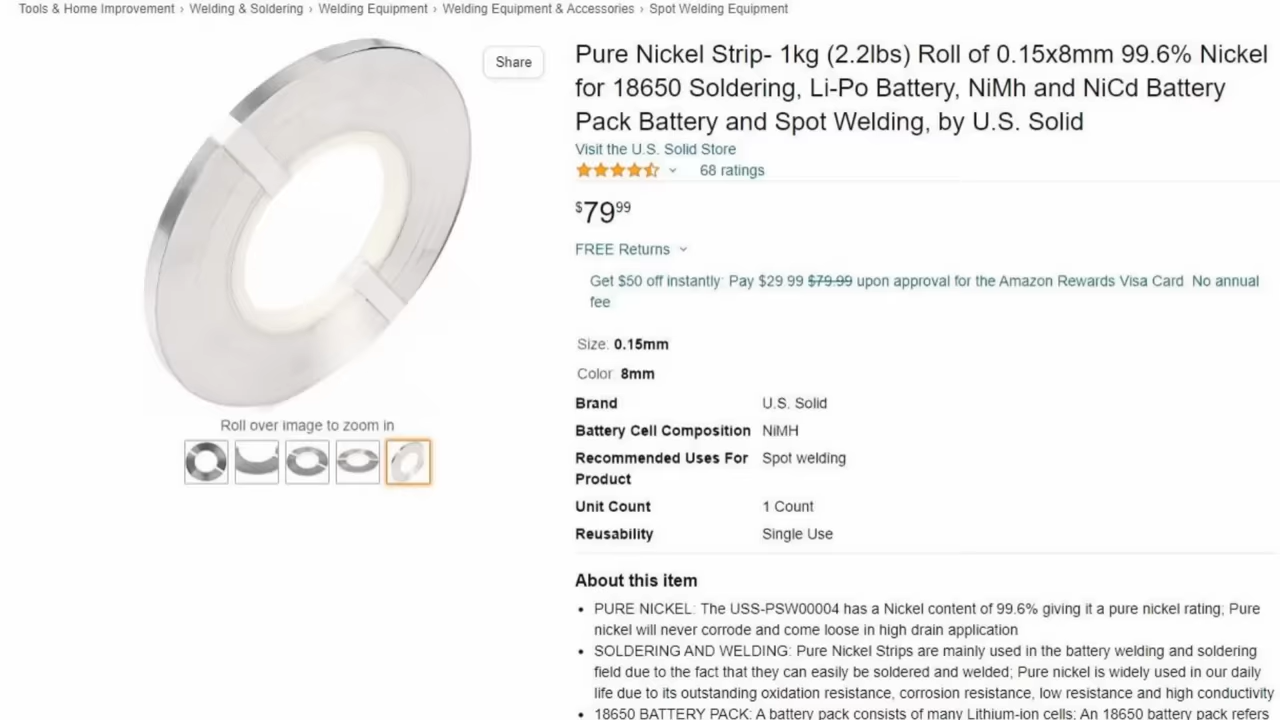 Tools & Home Improvement › Welding & Soldering › Welding Equipment › Welding Equipment & Accessories › Spot Welding Equipment
Share
Pure Nickel Strip- 1kg (2.2lbs) Roll of 0.15x8mm 99.6% Nickel
for 18650 Soldering, Li-Po Battery, NiMh and NiCd Battery
Pack Battery and Spot Welding, by U.S. Solid
Visit the U.S. Solid Store
68 ratings
$79 99
FREE Returns
Get $50 off instantly: Pay $29 99 $79.99 upon approval for the Amazon Rewards Visa Card. No annual
fee
Size: 0.15mm
Color: 8mm
Brand U.S. Solid
Battery Cell Composition NiMH
Recommended Uses For Spot welding
Product
Unit Count 1 Count
Reusability Single Use
Roll over image to zoom in
About this item
• PURE NICKEL: The USS-PSW00004 has a Nickel content of 99.6% giving it a pure nickel rating; Pure
nickel will never corrode and come loose in high drain application
• SOLDERING AND WELDING: Pure Nickel Strips are mainly used in the battery welding and soldering
field due to the fact that they can easily be soldered and welded; Pure nickel is widely used in our daily
life due to its outstanding oxidation resistance, corrosion resistance, low resistance and high conductivity
• 18650 BATTERY PACK: A battery pack consists of many Lithium-ion cells; An 18650 battery pack refers